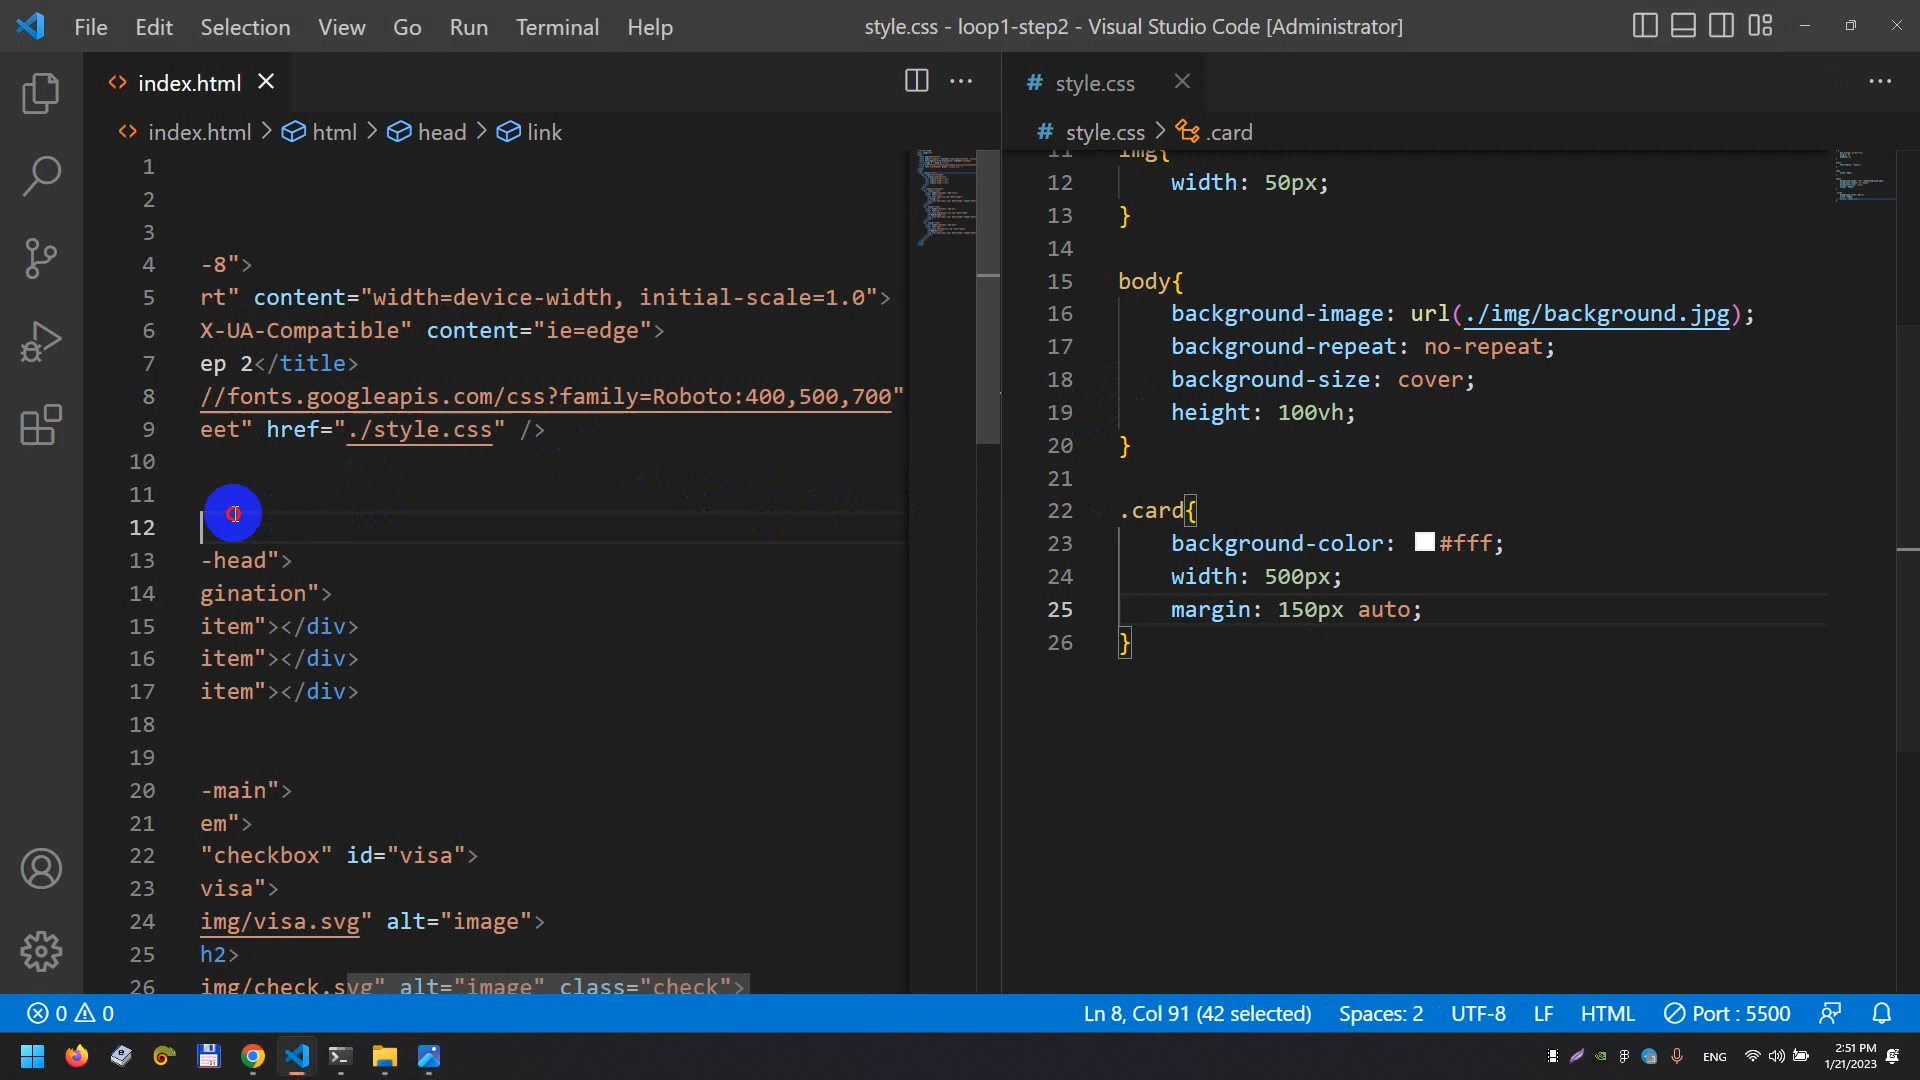 File Edit Selection View Go Run Terminal Help
style.css - loop1-step2 - Visual Studio Code [Administrator]
index.html
index.html > html > head > link
1
2
3
4 -8">
5 rt" content="width=device-width, initial-scale=1.0">
6 X-UA-Compatible" content="ie=edge">
7 ep 2</title>
8 //fonts.googleapis.com/css?family=Roboto:400,500,700"
9 eet" href="./style.css" />
10
11
12
13 -head">
14 gination">
15 item"></div>
16 item"></div>
17 item"></div>
18
19
20 -main">
21 em">
22 "checkbox" id="visa">
23 visa">
24 img/visa.svg" alt="image">
25 h2>
26 img/check.svg" alt="image" class="check">
# style.css
# style.css > .card
11 img{
12 width: 50px;
13 }
14
15 body{
16 background-image: url(./img/background.jpg);
17 background-repeat: no-repeat;
18 background-size: cover;
19 height: 100vh;
20 }
21
22 .card{
23 background-color: #fff;
24 width: 500px;
25 margin: 150px auto;
26 }
0 0
Ln 8, Col 91 (42 selected) Spaces: 2 UTF-8 LF HTML Port : 5500
ENG
2:51 PM
1/21/2023